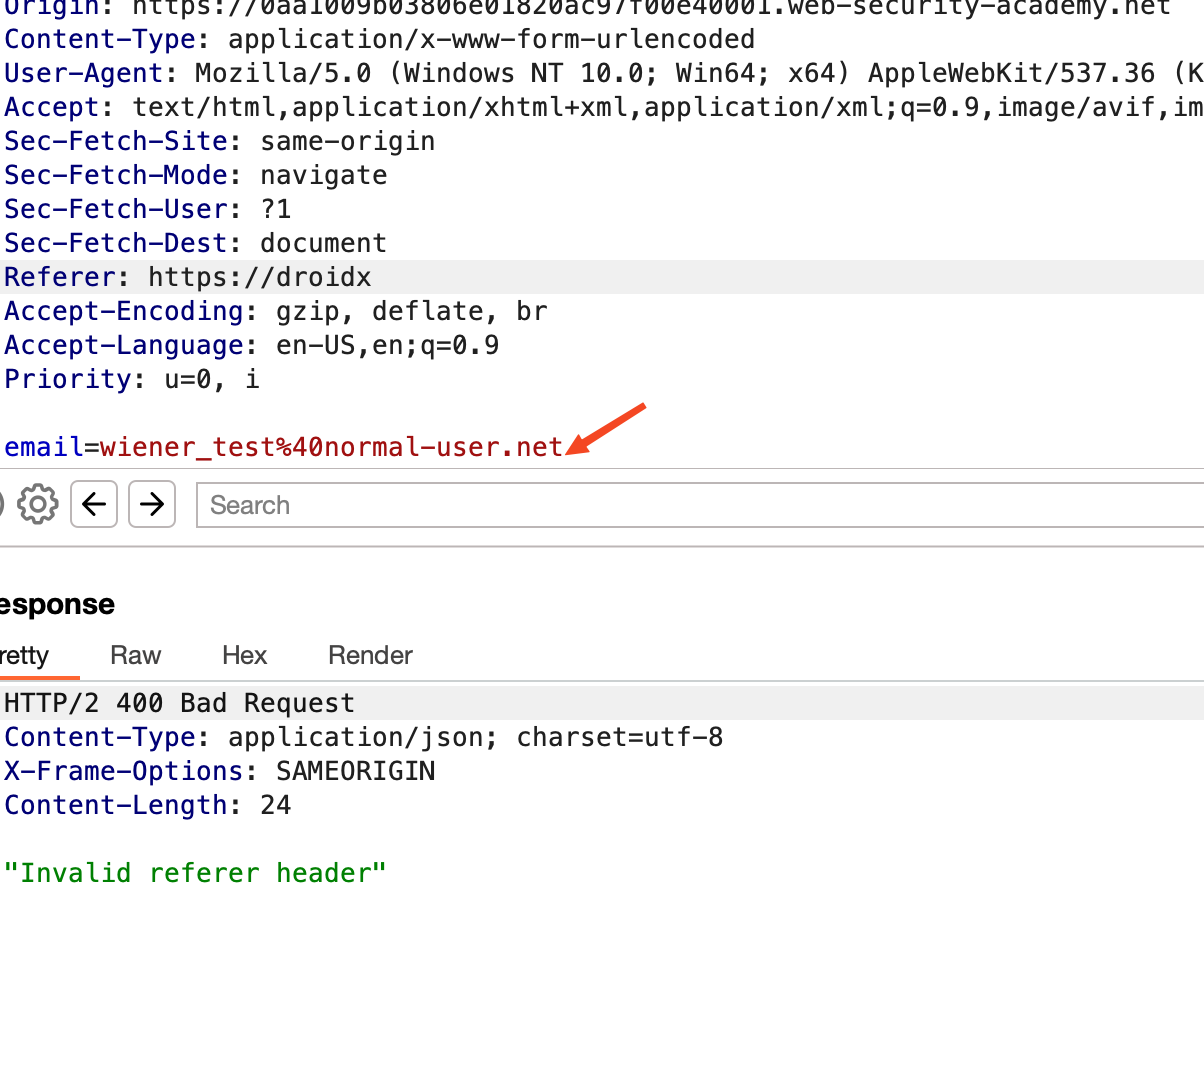 Origin: https://0aa1009b03806e01820ac97f00e40001.web-security-academy.net
Content-Type: application/x-www-form-urlencoded
User-Agent: Mozilla/5.0 (Windows NT 10.0; Win64; x64) AppleWebKit/537.36 (K
Accept: text/html,application/xhtml+xml,application/xml;q=0.9,image/avif,im
Sec-Fetch-Site: same-origin
Sec-Fetch-Mode: navigate
Sec-Fetch-User: ?1
Sec-Fetch-Dest: document
Referer: https://droidx
Accept-Encoding: gzip, deflate, br
Accept-Language: en-US,en;q=0.9
Priority: u=0, i
email=wiener_test%40normal-user.net
Search
esponse
retty Raw Hex Render
HTTP/2 400 Bad Request
Content-Type: application/json; charset=utf-8
X-Frame-Options: SAMEORIGIN
Content-Length: 24
"Invalid referer header"